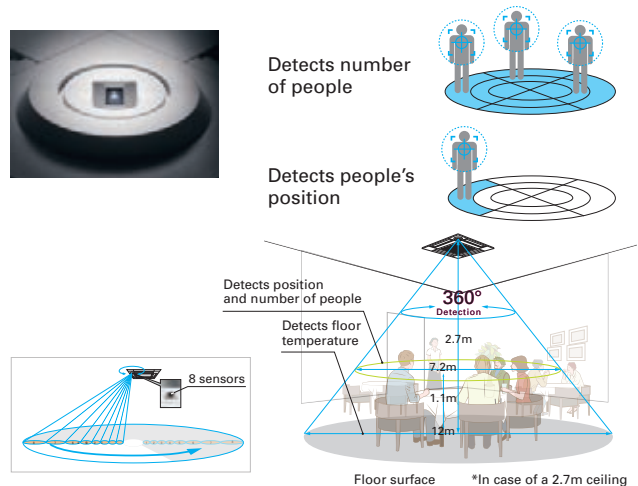 Detects number
of people
Detects people's
position
Detects position
and number of people
360°
Detection
Detects floor
temperature
2.7m
7.2m
1.1m
12m
8 sensors
Floor surface
*In case of a 2.7m ceiling